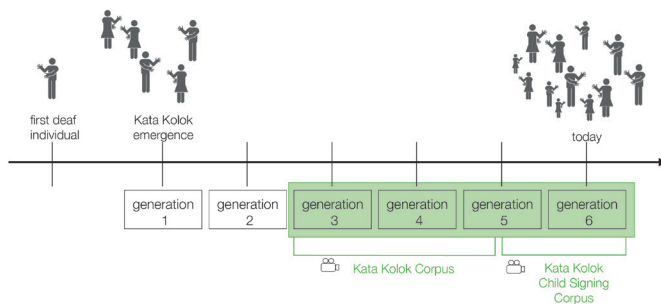 first deaf
individual
Kata Kolok
emergence
today
generation
1
generation
2
generation
3
generation
4
generation
5
generation
6
Kata Kolok Corpus
Kata Kolok
Child Signing
Corpus